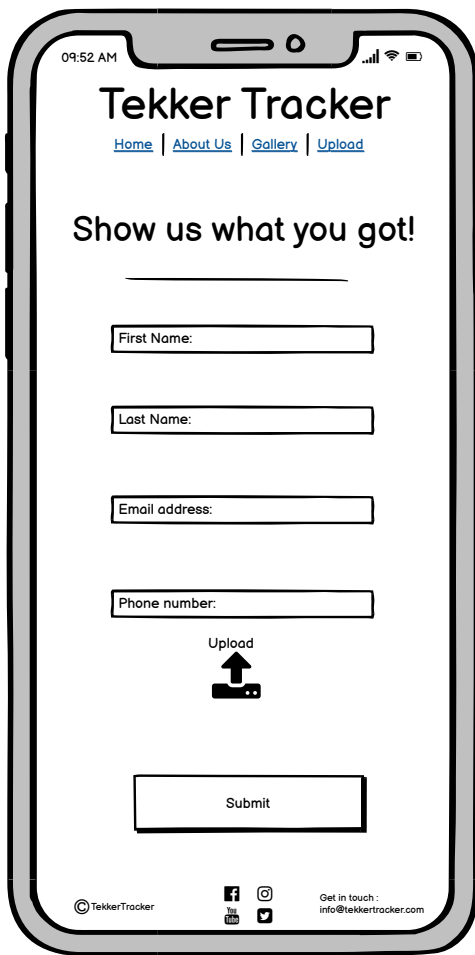 09:52 AM
Tekker Tracker
Home | About Us | Gallery | Upload
Show us what you got!
First Name:
Last Name:
Email address:
Phone number:
Upload
Submit
You
Tube
©TekkerTracker
Get in touch :
info@tekkertracker.com